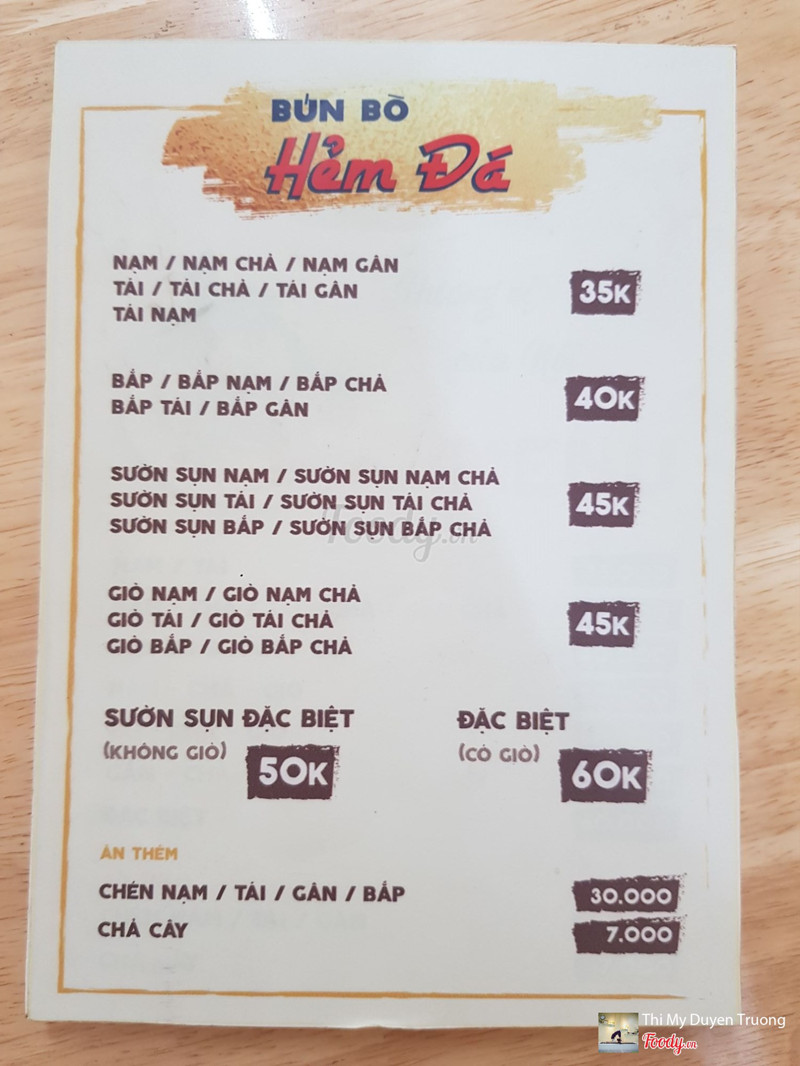 BÚN BÒ
Hẻm Đá
NẠM / NẠM CHẢ / NẠM GÂN
TÁI / TÁI CHẢ / TÁI GÂN
TÁI NẠM
35K
BẮP / BẮP NẠM / BẮP CHẢ
BẮP TÁI / BẮP GÂN
40K
SƯỜN SỤN NẠM / SƯỜN SỤN NẠM CHẢ
SƯỜN SỤN TÁI / SƯỜN SỤN TÁI CHẢ
SƯỜN SỤN BẮP / SƯỜN SỤN BẮP CHẢ
45K
Foody.vn
GIÒ NẠM / GIÒ NẠM CHẢ
GIÒ TÁI / GIÒ TÁI CHẢ
GIÒ BẮP / GIÒ BẮP CHẢ
45K
SƯỜN SỤN ĐẶC BIỆT
(KHÔNG GIÒ)
50K
ĐẶC BIỆT
(CÓ GIÒ)
60K
ĂN THÊM
CHÉN NẠM / TÁI / GÂN / BẮP
30.000
CHẢ CÂY
7.000
Thi My Duyen Truong
Foody.vn